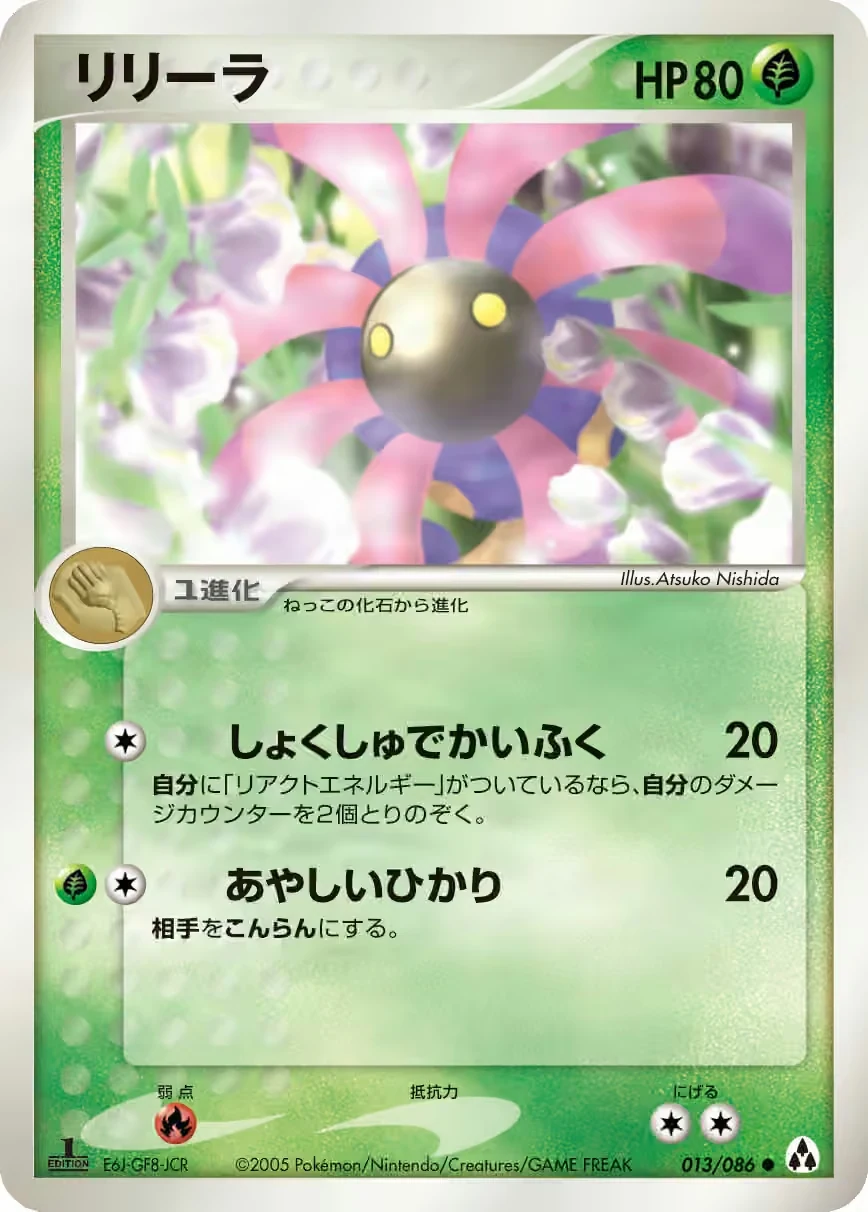 リリーラ HP80
Illus.Atsuko Nishida
1進化
ねっこの化石から進化
しょくしゅでかいふく 20
自分に「リアクトエネルギー」がついているなら、自分のダメー
ジカウンターを2個とりのぞく。
あやしいひかり 20
相手をこんらんにする。
弱点 抵抗力 にげる
1 EDITION E6J-GF8-JCR ©2005 Pokémon/Nintendo/Creatures/GAME FREAK 013/086